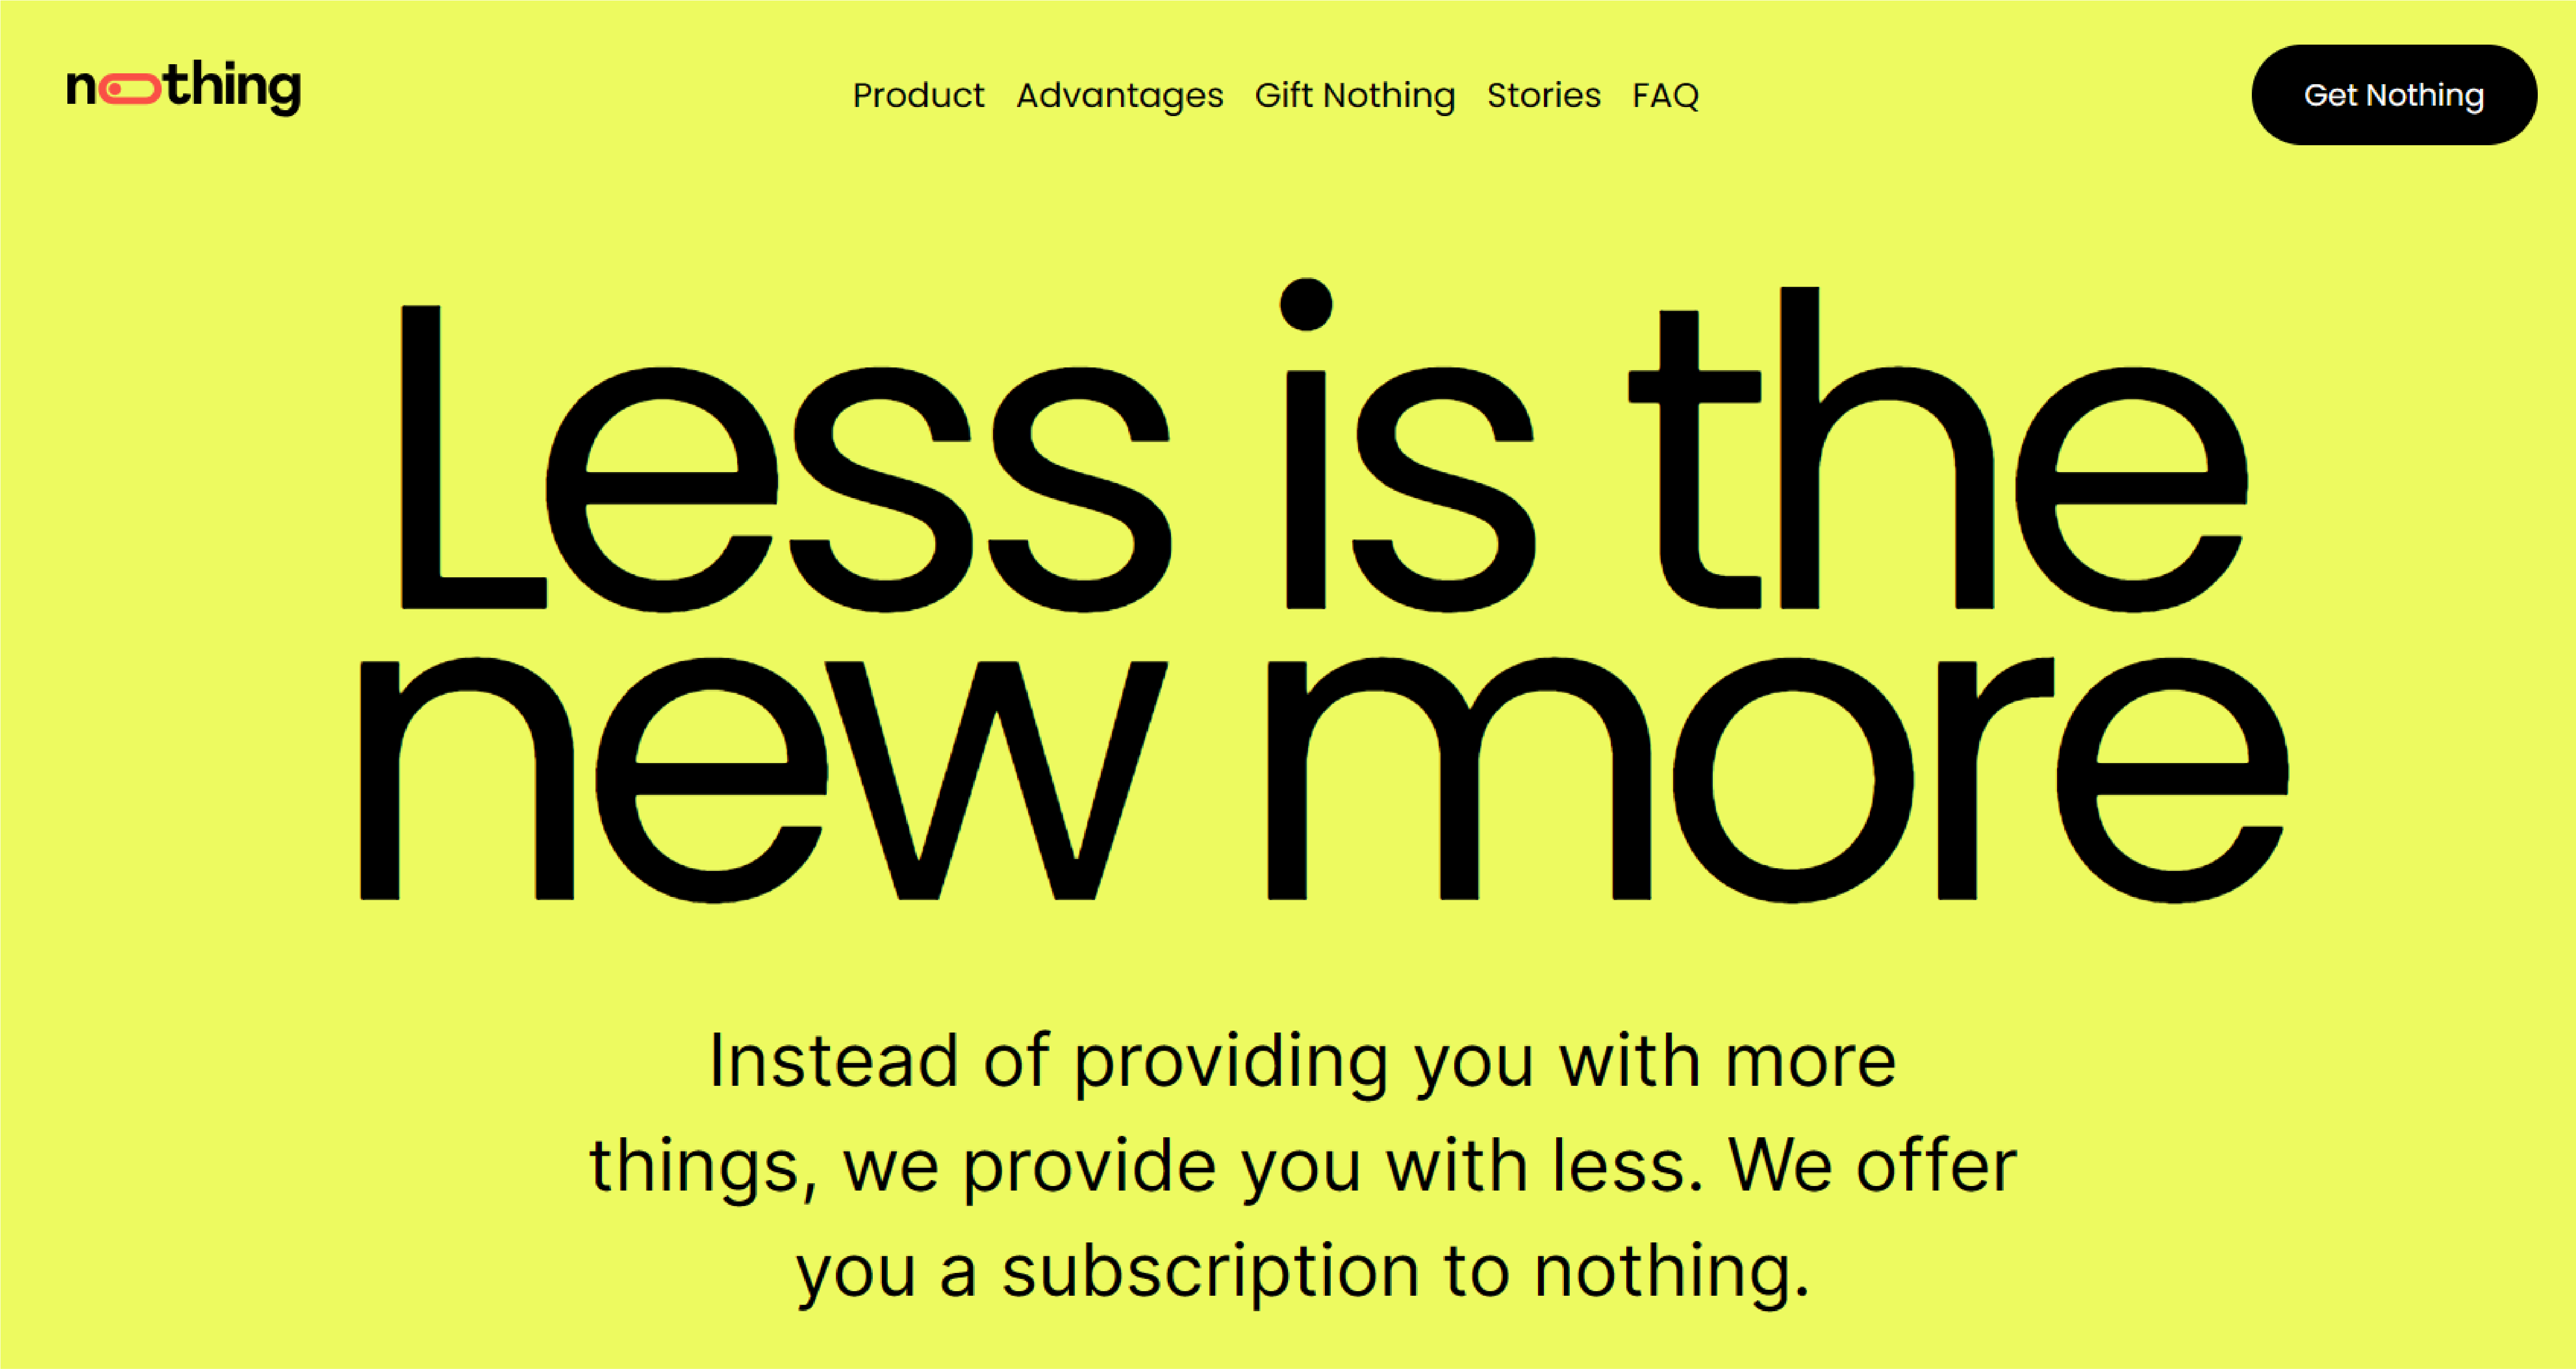 nothing
Product Advantages Gift Nothing Stories FAQ
Get Nothing
Less is the
new more
Instead of providing you with more
things, we provide you with less. We offer
you a subscription to nothing.